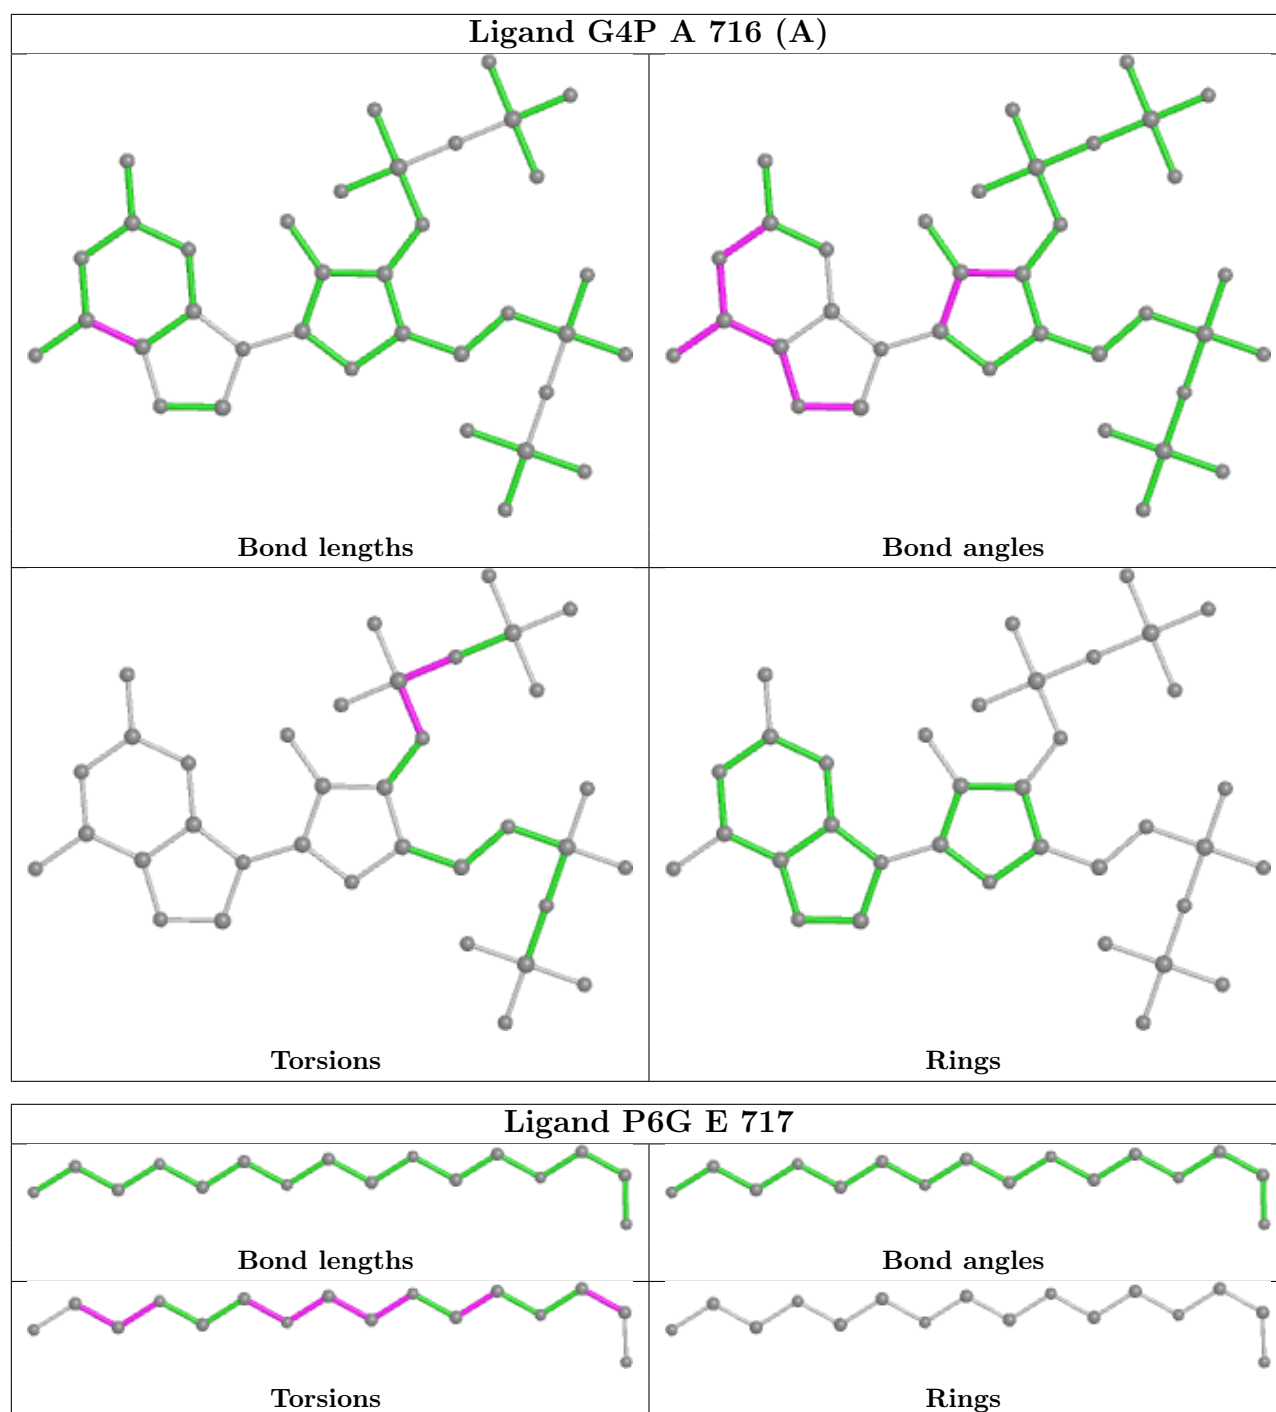 Ligand G4P A 716 (A)
Bond lengths
Bond angles
Torsions
Rings
Ligand P6G E 717
Bond lengths
Bond angles
Torsions
Rings